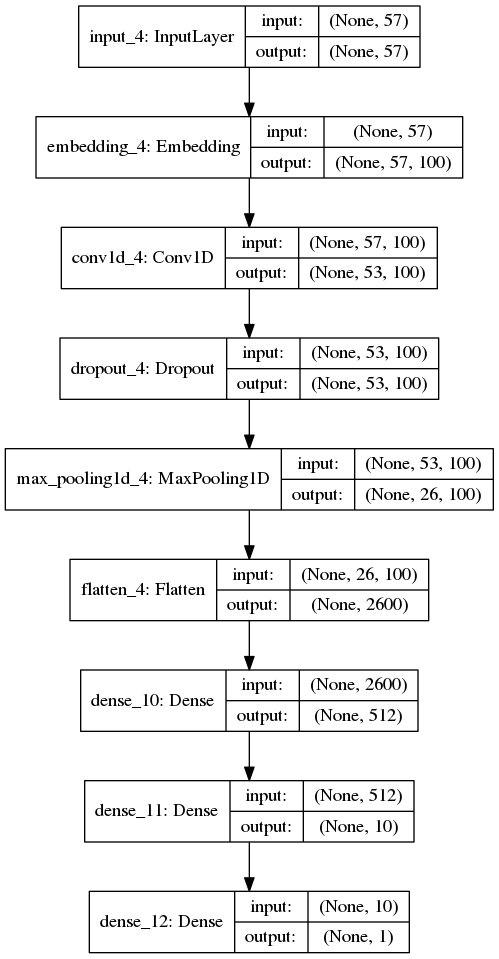 input_4: InputLayer
input: (None, 57)
output: (None, 57)
embedding_4: Embedding
input: (None, 57)
output: (None, 57, 100)
conv1d_4: Conv1D
input: (None, 57, 100)
output: (None, 53, 100)
dropout_4: Dropout
input: (None, 53, 100)
output: (None, 53, 100)
max_pooling1d_4: MaxPooling1D
input: (None, 53, 100)
output: (None, 26, 100)
flatten_4: Flatten
input: (None, 26, 100)
output: (None, 2600)
dense_10: Dense
input: (None, 2600)
output: (None, 512)
dense_11: Dense
input: (None, 512)
output: (None, 10)
dense_12: Dense
input: (None, 10)
output: (None, 1)